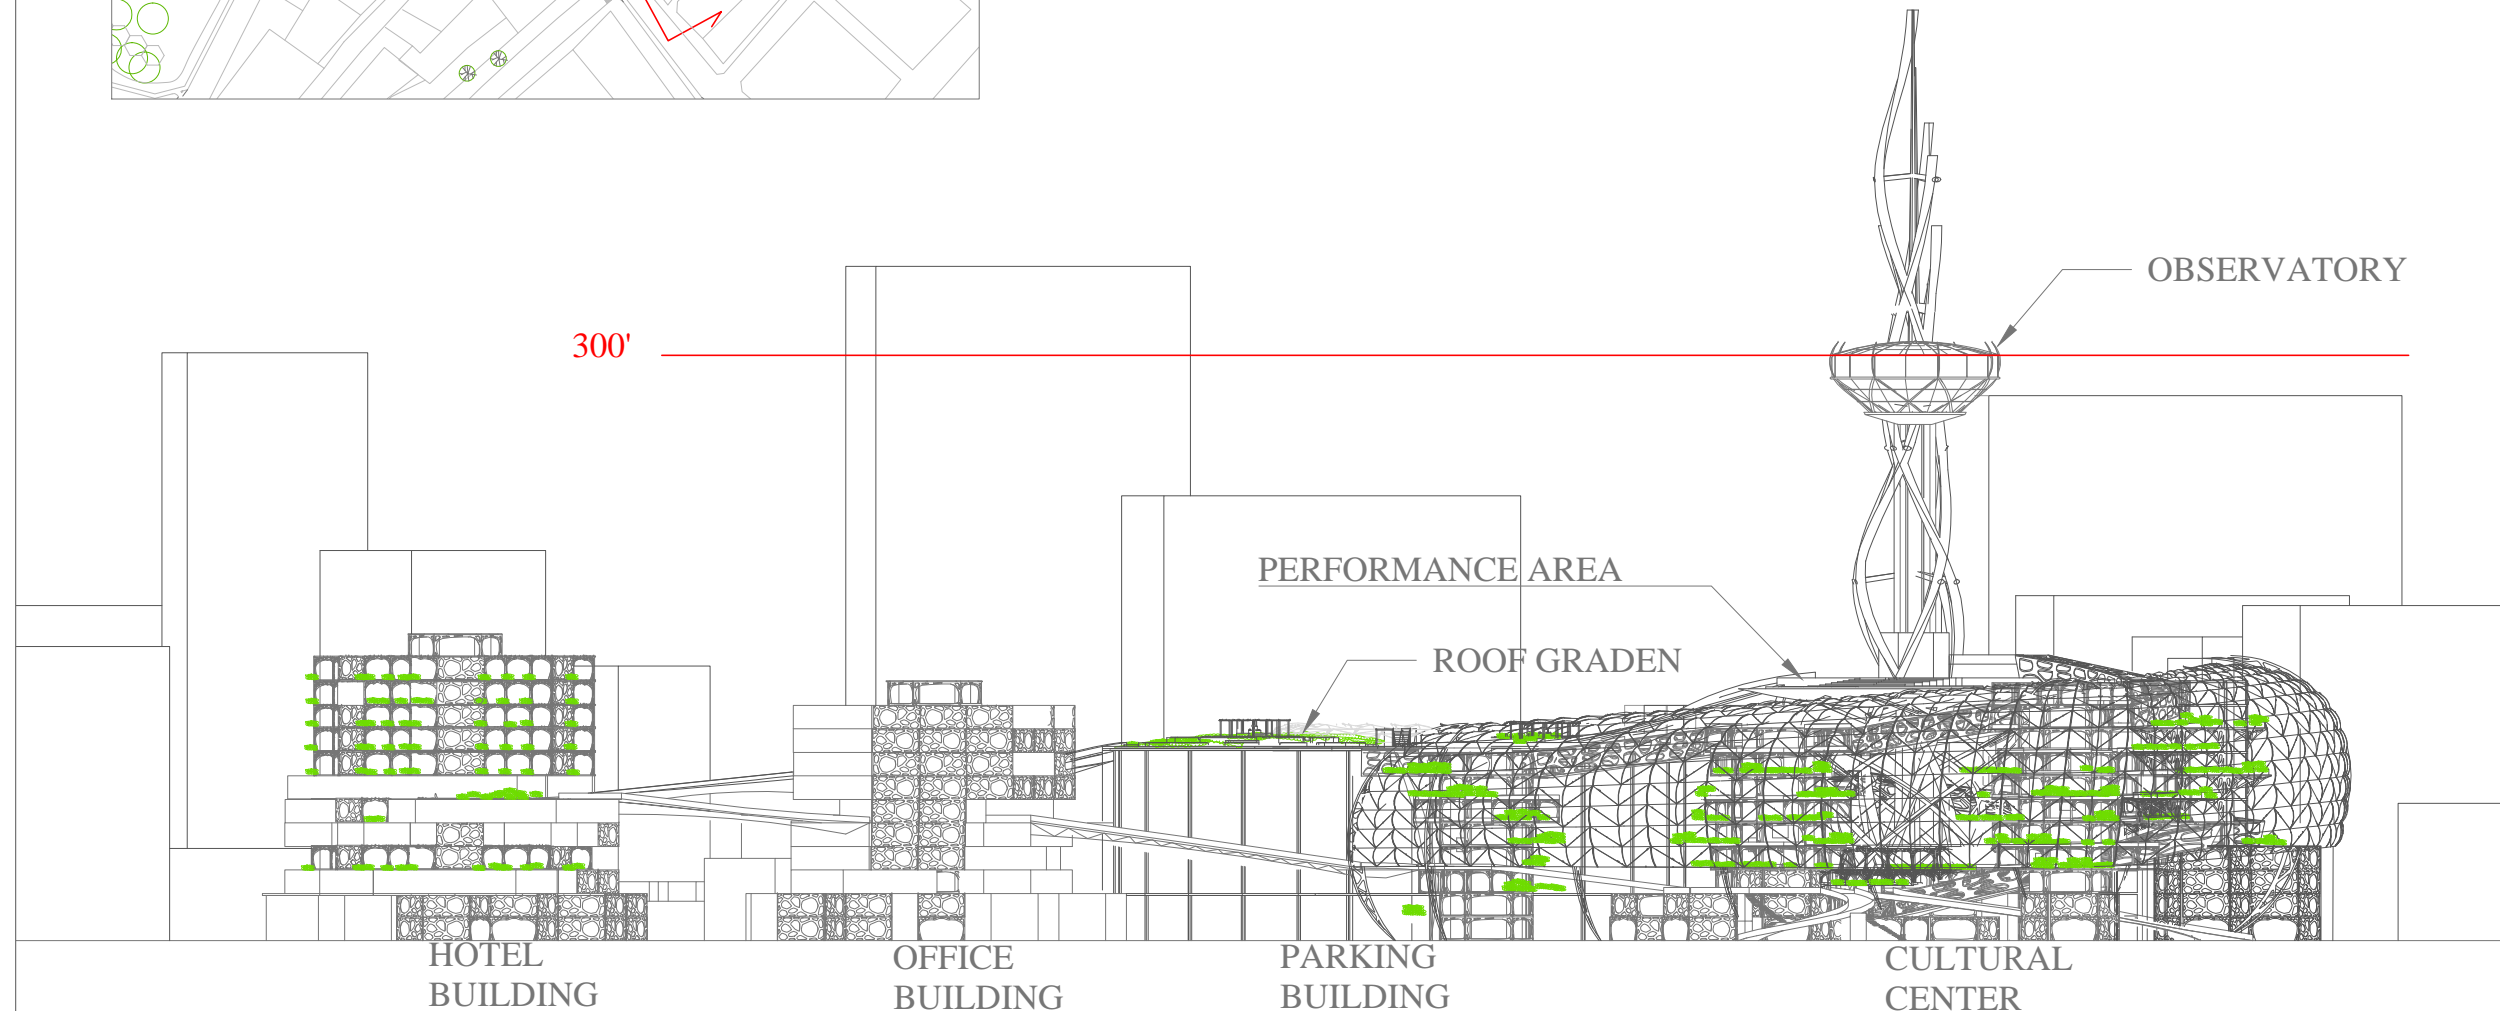 OBSERVATORY
300'
PERFORMANCE AREA
ROOF GRADEN
HOTEL
BUILDING
OFFICE
BUILDING
PARKING
BUILDING
CULTURAL
CENTER